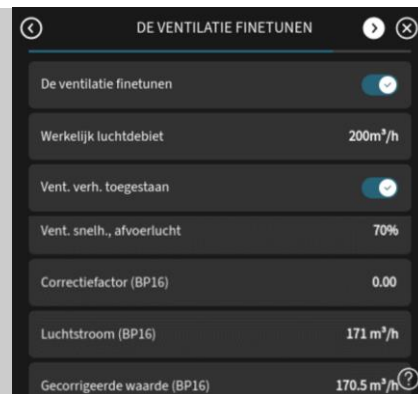 DE VENTILATIE FINETUNEN
De ventilatie finetunen
Werkelijk luchtdebiet 200m³/h
Vent. verh. toegestaan
Vent. snelh., afvoerlucht 70%
Correctiefactor (BP16) 0.00
Luchtstroom (BP16) 171 m³/h
Gecorrigeerde waarde (BP16) 170.5 m³/h
?